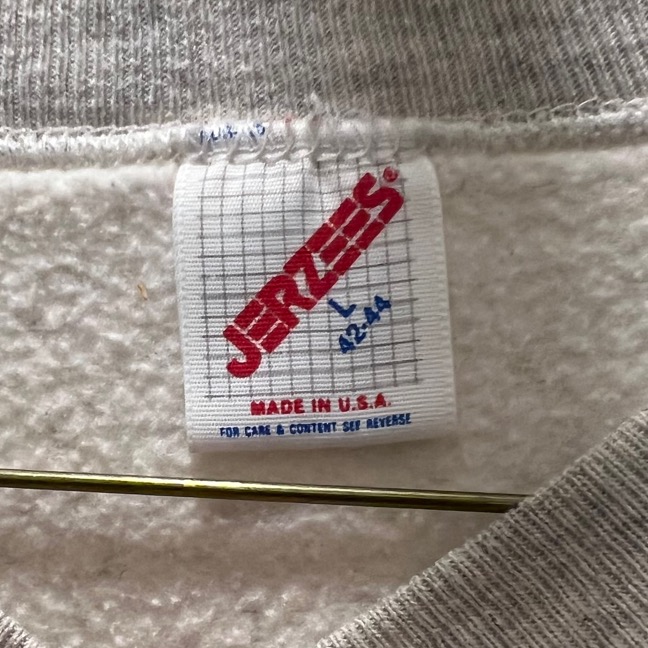 JERZEES®
L
42-44
MADE IN U.S.A.
FOR CARE & CONTENT SEE REVERSE